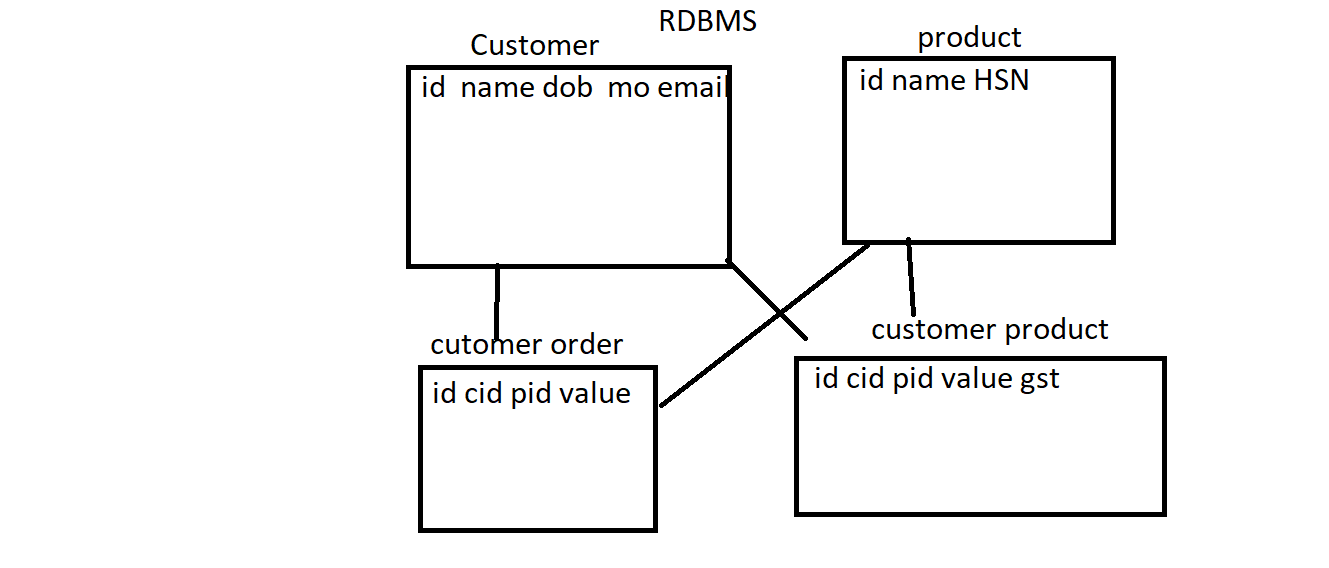 RDBMS
Customer
product
id name dob mo email
id name HSN
cutomer order
customer product
id cid pid value
id cid pid value gst